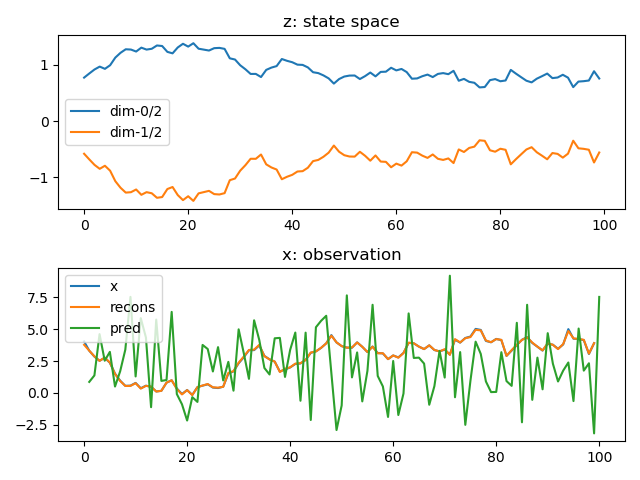 z: state space
1
0
−1
dim-0/2
dim-1/2
0 20 40 60 80 100
x: observation
7.5
5.0
2.5
0.0
−2.5
x
recons
pred
0 20 40 60 80 100